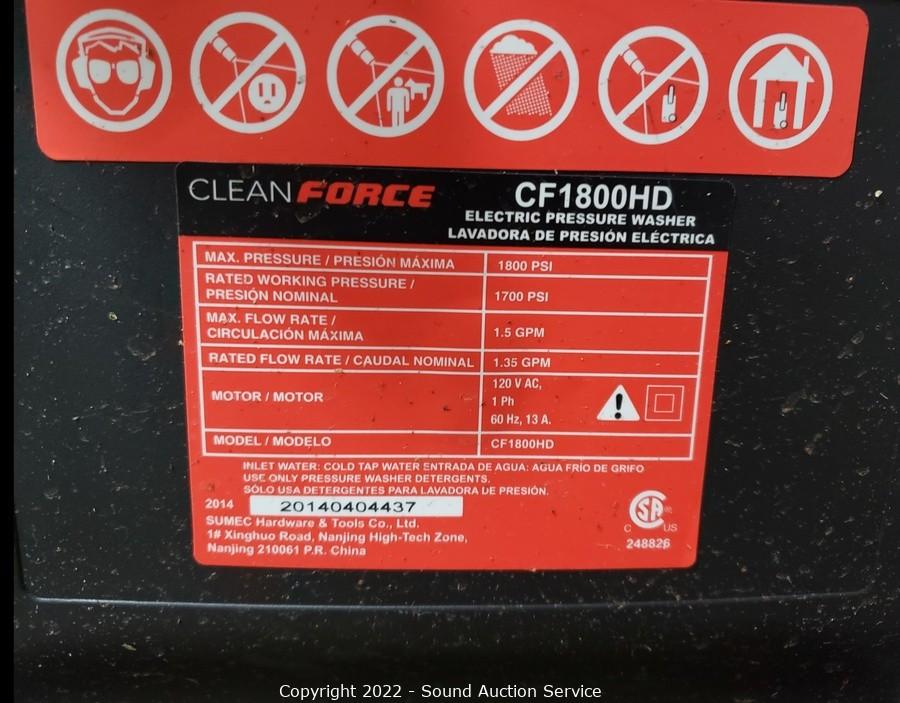 CLEAN FORCE
CF1800HD
ELECTRIC PRESSURE WASHER
LAVADORA DE PRESIÓN ELÉCTRICA
MAX. PRESSURE / PRESIÓN MÁXIMA 1800 PSI
RATED WORKING PRESSURE /
PRESIÓN NOMINAL 1700 PSI
MAX. FLOW RATE /
CIRCULACIÓN MÁXIMA 1.5 GPM
RATED FLOW RATE / CAUDAL NOMINAL 1.35 GPM
120 V AC,
MOTOR / MOTOR 1 Ph
60 Hz, 13 A.
MODEL / MODELO CF1800HD
INLET WATER: COLD TAP WATER ENTRADA DE AGUA: AGUA FRÍO DE GRIFO
USE ONLY PRESSURE WASHER DETERGENTS.
SÓLO USA DETERGENTES PARA LAVADORA DE PRESIÓN.
2014 20140404437
SUMEC Hardware & Tools Co., Ltd.
1# Xinghuo Road, Nanjing High-Tech Zone,
Nanjing 210061 P.R. China
SA ®
C US
248826
Copyright 2022 - Sound Auction Service